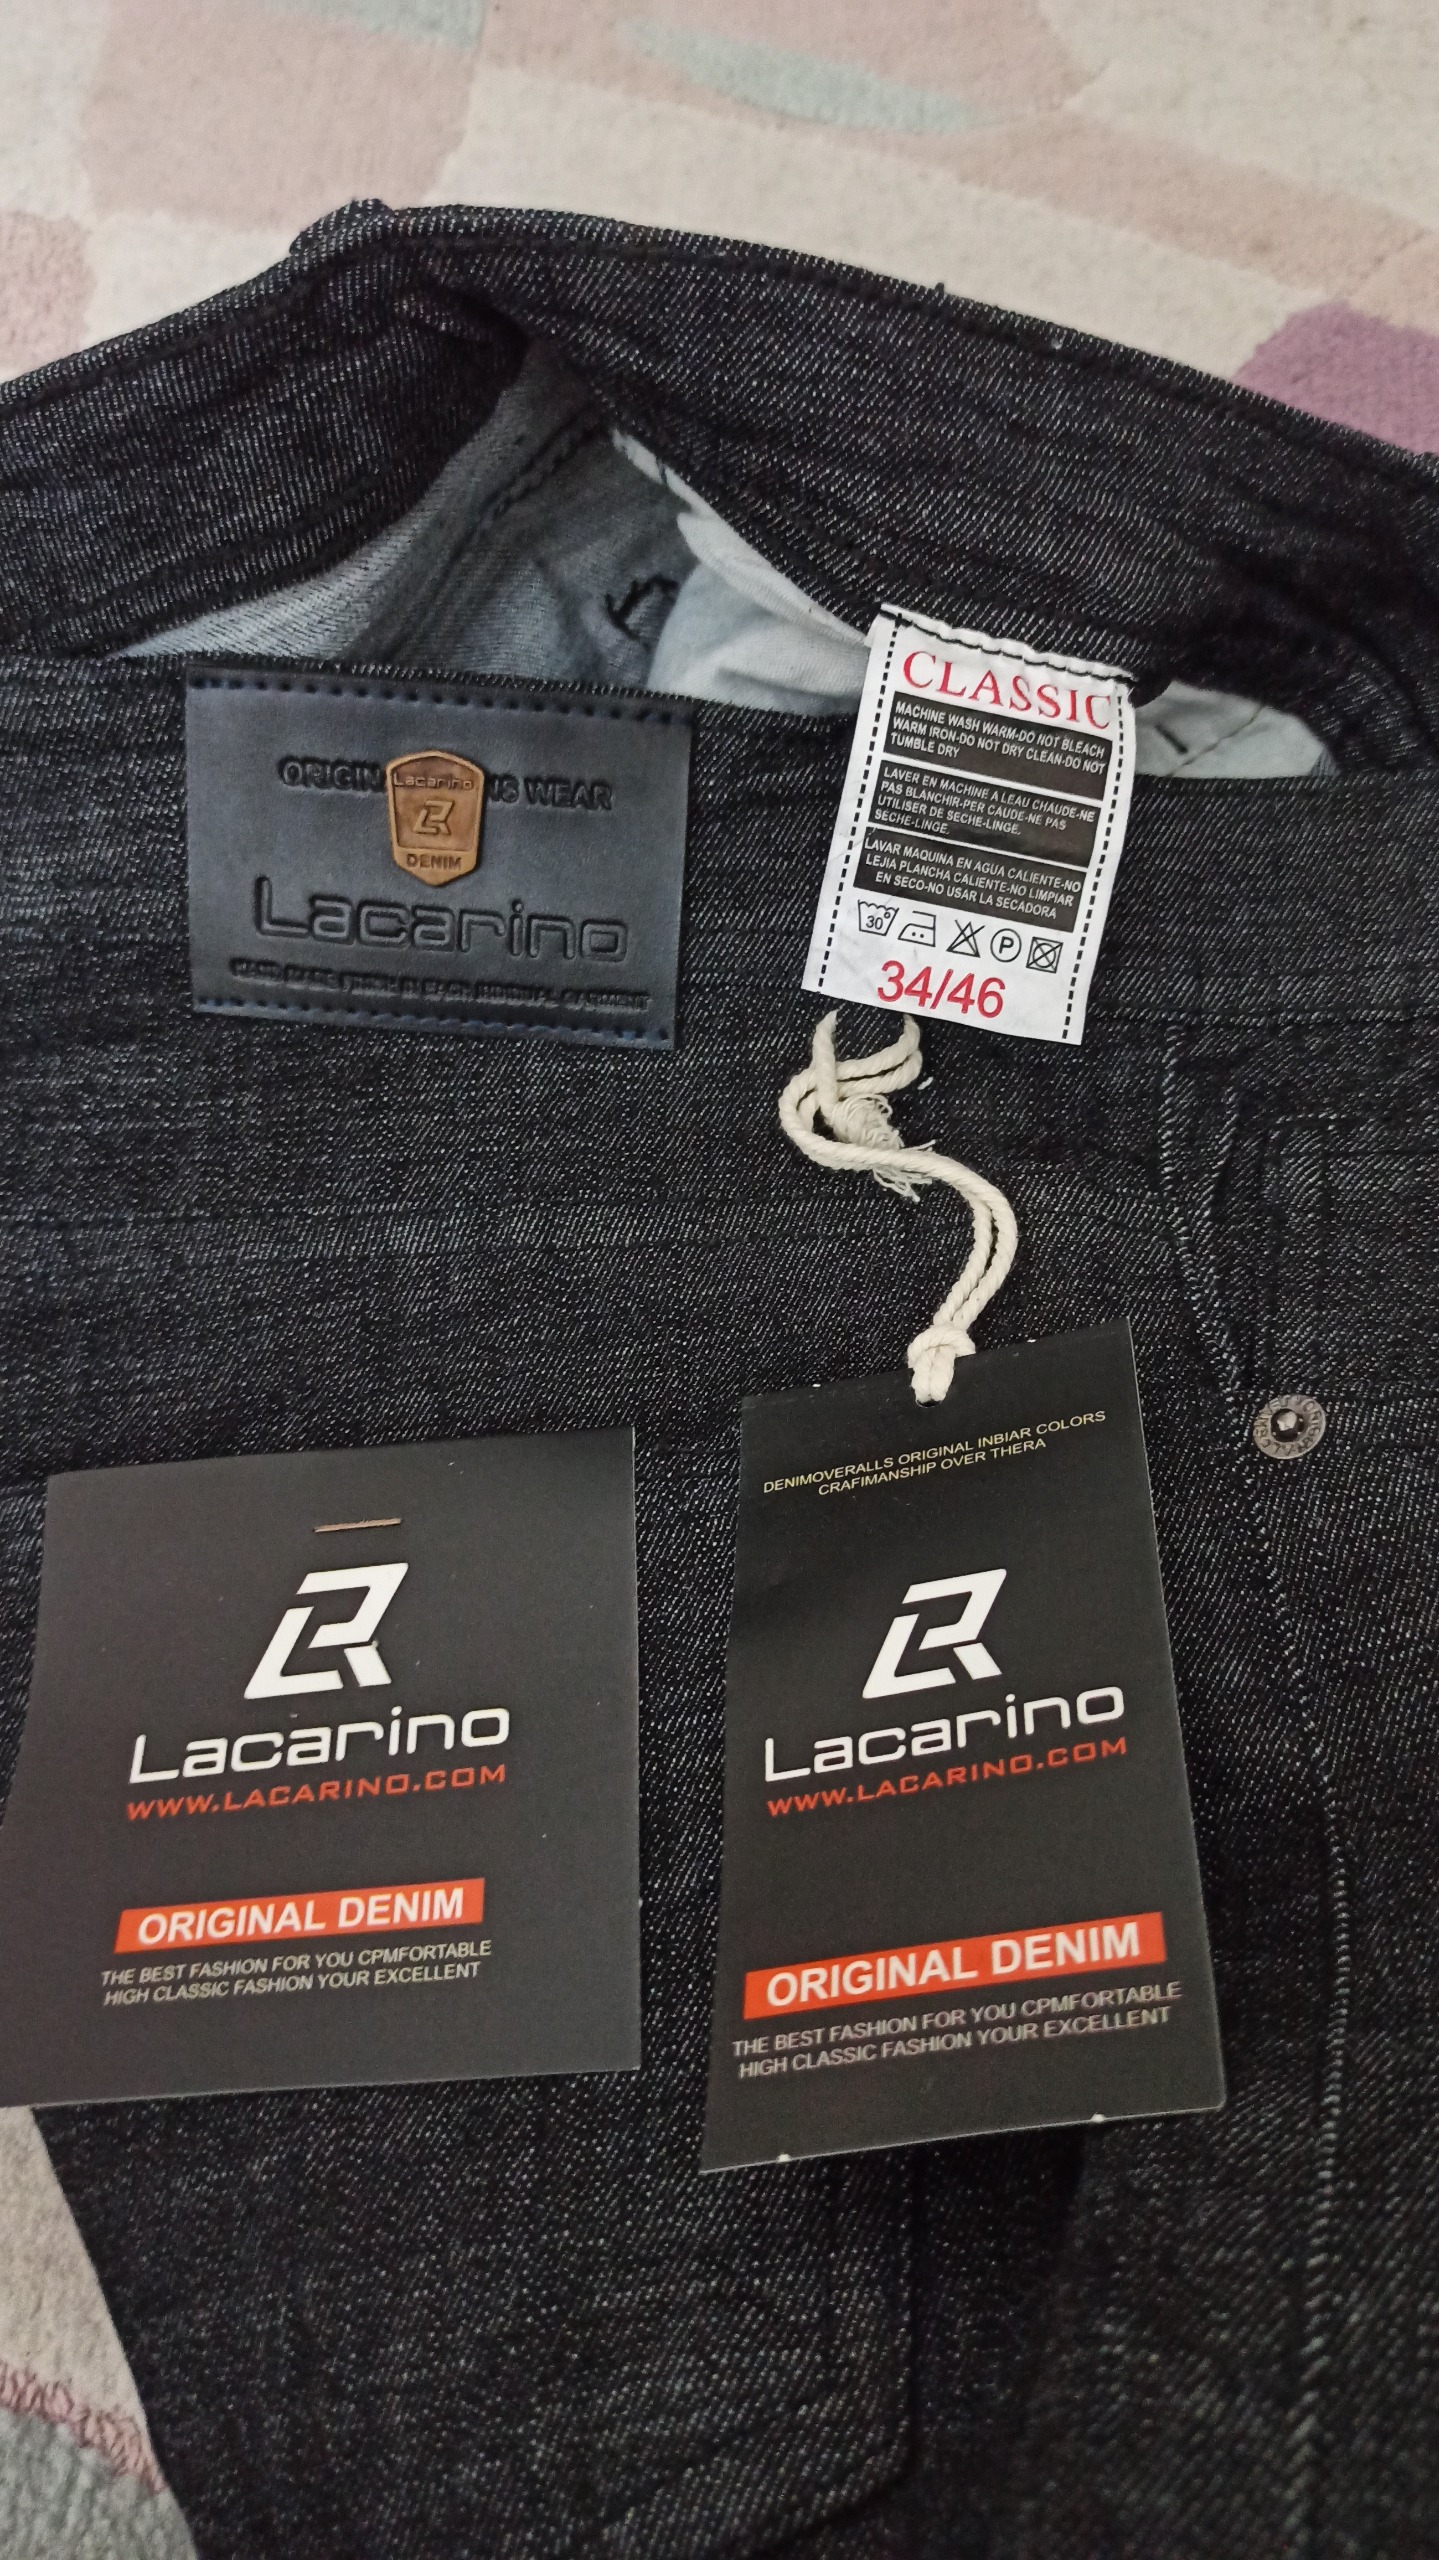 Lacarino
DENIM
WEAR
Lacarino
CLASSIC
MACHINE WASH WARM-DO NOT BLEACH
WARM IRON-DO NOT DRY CLEAN-DO NOT
TUMBLE DRY
LAVER EN MACHINE A LEAU CHAUDE-NE
PAS BLANCHIR-PER CAUDE-NE PAS
UTILISER DE SECHE-LINGE.
SECHE-LINGE.
LAVAR MAQUINA EN AGUA CALIENTE-NO
LEJIA PLANCHA CALIENTE-NO LIMPIAR
EN SECO-NO USAR LA SECADORA
30°
P
34/46
Lacarino
WWW.LACARINO.COM
ORIGINAL DENIM
THE BEST FASHION FOR YOU CPMFORTABLE
HIGH CLASSIC FASHION YOUR EXCELLENT
DENIMOVERALLS ORIGINAL INBIAR COLORS
CRAFIMANSHIP OVER THERA
Lacarino
WWW.LACARINO.COM
ORIGINAL DENIM
THE BEST FASHION FOR YOU CPMFORTABLE
HIGH CLASSIC FASHION YOUR EXCELLENT